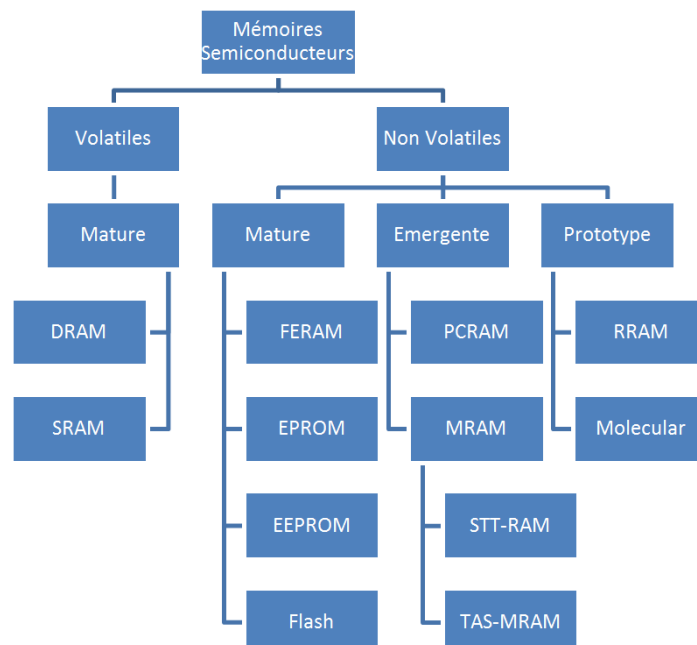 Mémoires
Semiconducteurs
Volatiles
Non Volatiles
Mature
Mature
Emergente
Prototype
DRAM
FERAM
PCRAM
RRAM
SRAM
EPROM
MRAM
Molecular
EEPROM
STT-RAM
Flash
TAS-MRAM